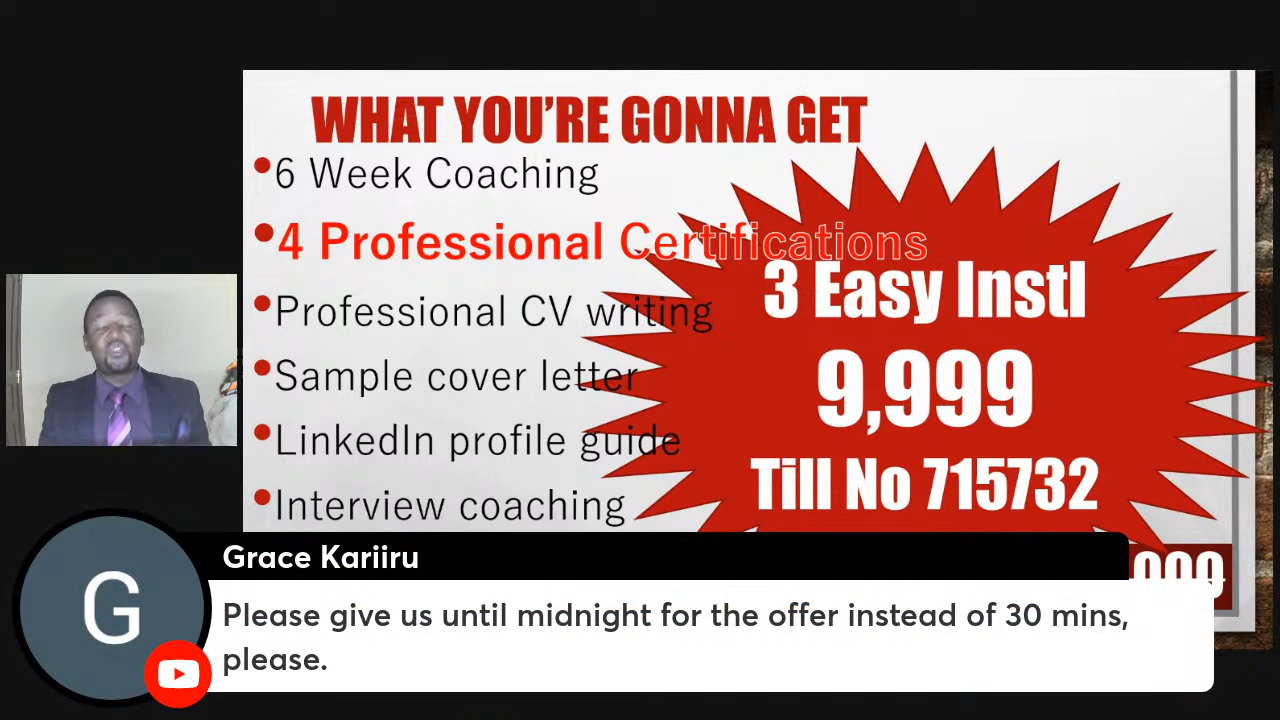 WHAT YOU'RE GONNA GET
•6 Week Coaching
•4 Professional Certifications
•Professional CV writing
•Sample cover letter
•LinkedIn profile guide
•Interview coaching
3 Easy Instl
9,999
Till No 715732
G
Grace Kariiru
Please give us until midnight for the offer instead of 30 mins,
please.